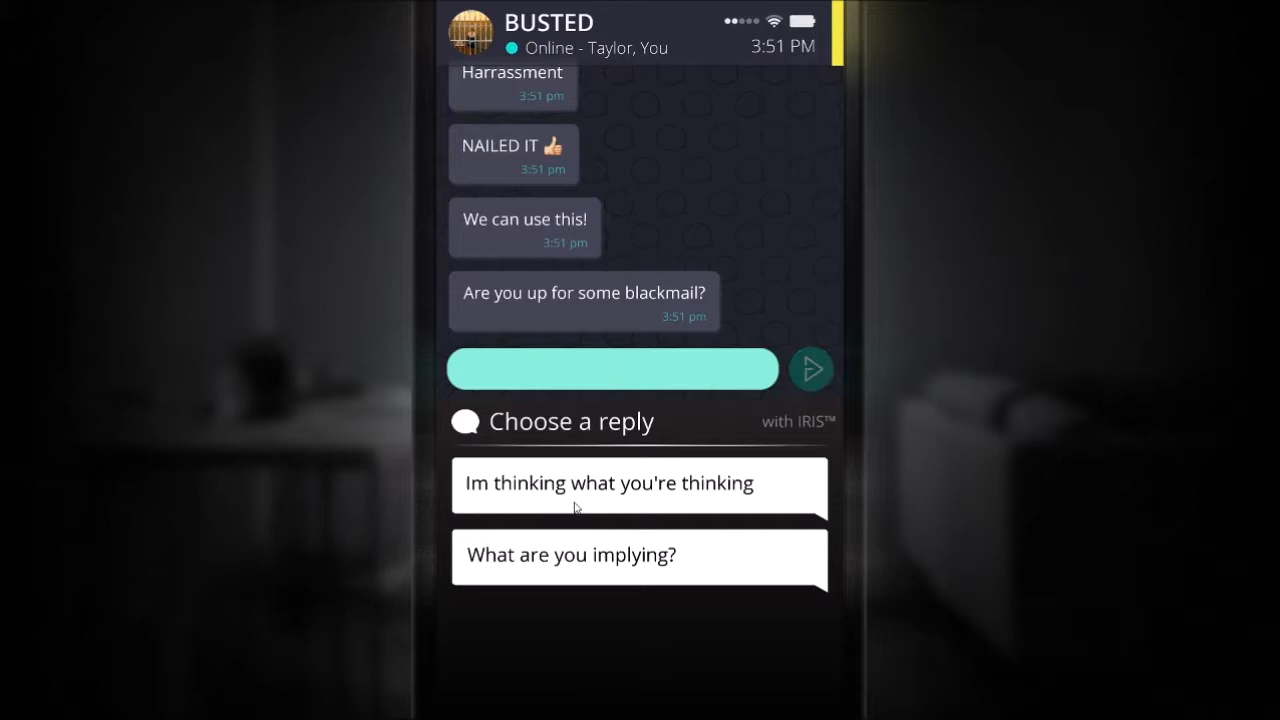 BUSTED
Online - Taylor, You
3:51 PM
Harrassment
3:51 pm
NAILED IT 👍
3:51 pm
We can use this!
3:51 pm
Are you up for some blackmail?
3:51 pm
Choose a reply
with IRIS™
Im thinking what you're thinking
What are you implying?